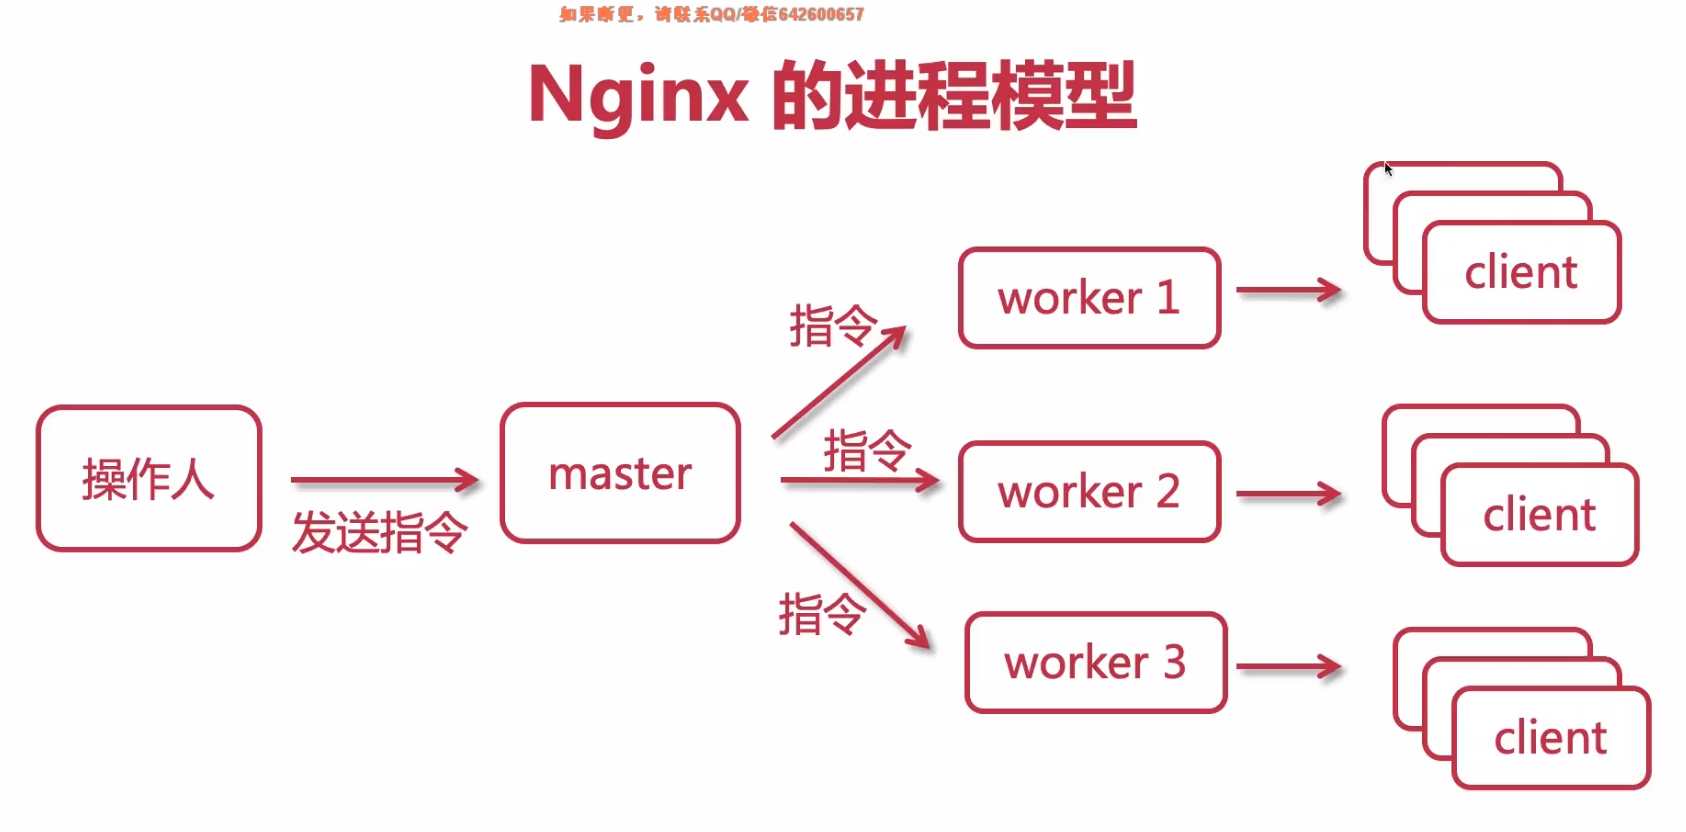 如果断更，请联系QQ/微信642600657
Nginx 的进程模型
操作人
发送指令
master
指令
指令
指令
worker 1
worker 2
worker 3
client
client
client